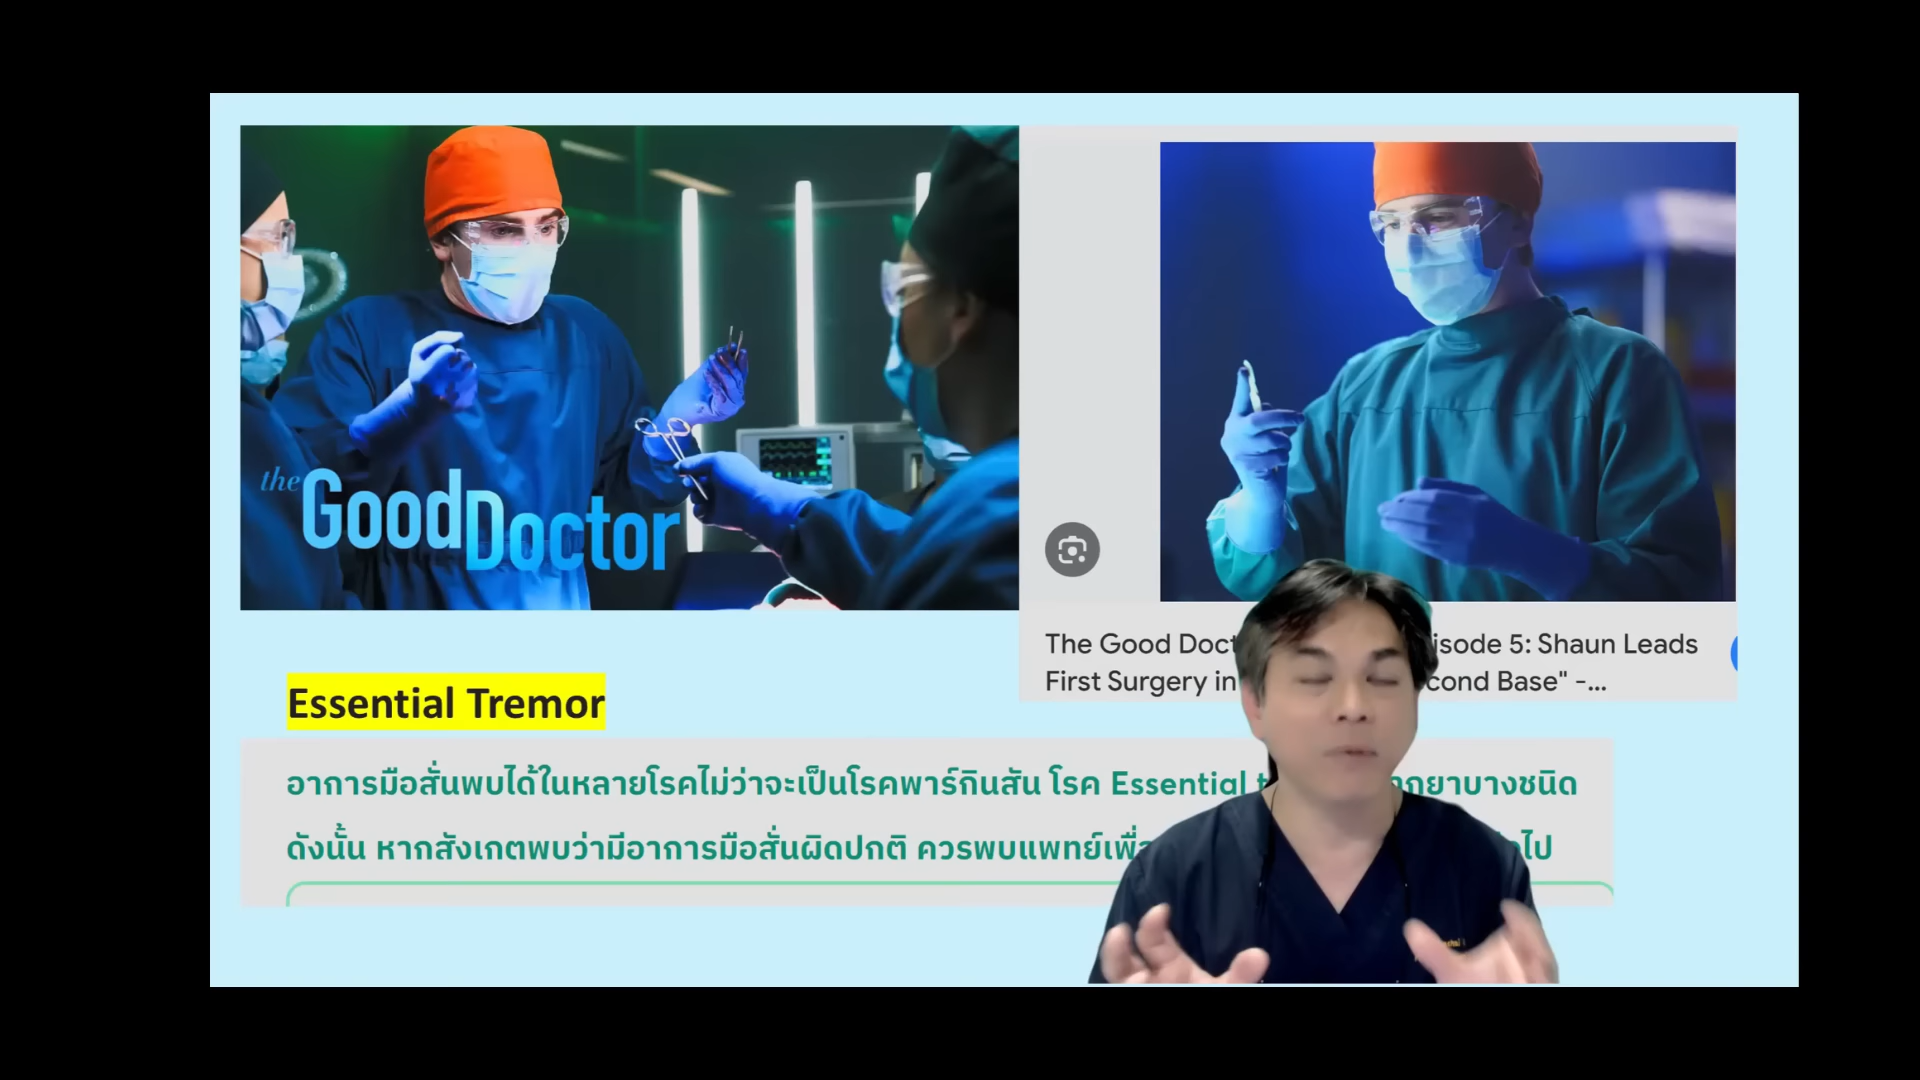 the
GoodDoctor
The Good Doct isode 5: Shaun Leads
First Surgery in cond Base" -...
Essential Tremor
อาการมือสั่นพบได้ในหลายโรคไม่ว่าจะเป็นโรคพาร์กินสัน โรค Essential t ยาบางชนิด
ดังนั้น หากสังเกตพบว่ามีอาการมือสั่นผิดปกติ ควรพบแพทย์เพื่ ไป